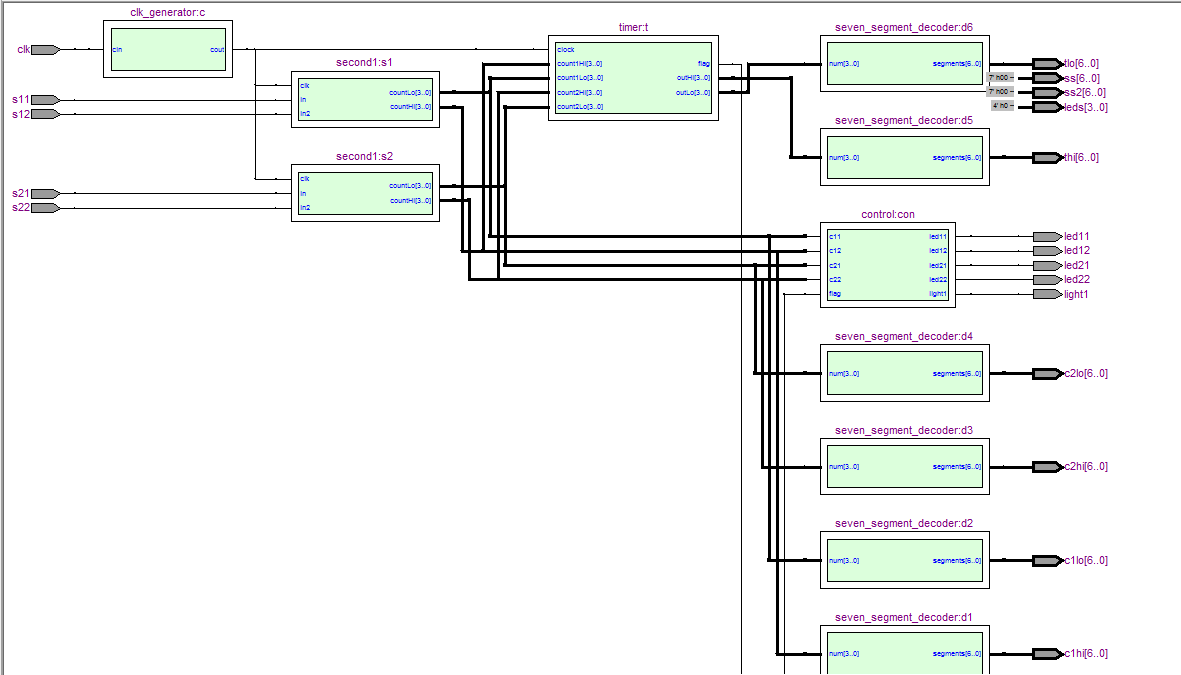 clk_generator:c
clk
cin
cout
s11
s12
second1:s1
clk
in
in2
countLo[3..0]
countHi[3..0]
s21
s22
second1:s2
clk
in
in2
countLo[3..0]
countHi[3..0]
timer:t
clock
count1Hi[3..0]
count1Lo[3..0]
count2Hi[3..0]
count2Lo[3..0]
flag
outHi[3..0]
outLo[3..0]
seven_segment_decoder:d6
num[3..0]
segments[6..0]
tlo[6..0]
7' h00 --
ss[6..0]
7' h00 --
ss2[6..0]
4' h0 --
leds[3..0]
seven_segment_decoder:d5
num[3..0]
segments[6..0]
thi[6..0]
control:con
c11
c12
c21
c22
flag
led11
led12
led21
led22
light1
led11
led12
led21
led22
light1
seven_segment_decoder:d4
num[3..0]
segments[6..0]
c2lo[6..0]
seven_segment_decoder:d3
num[3..0]
segments[6..0]
c2hi[6..0]
seven_segment_decoder:d2
num[3..0]
segments[6..0]
c1lo[6..0]
seven_segment_decoder:d1
num[3..0]
segments[6..0]
c1hi[6..0]